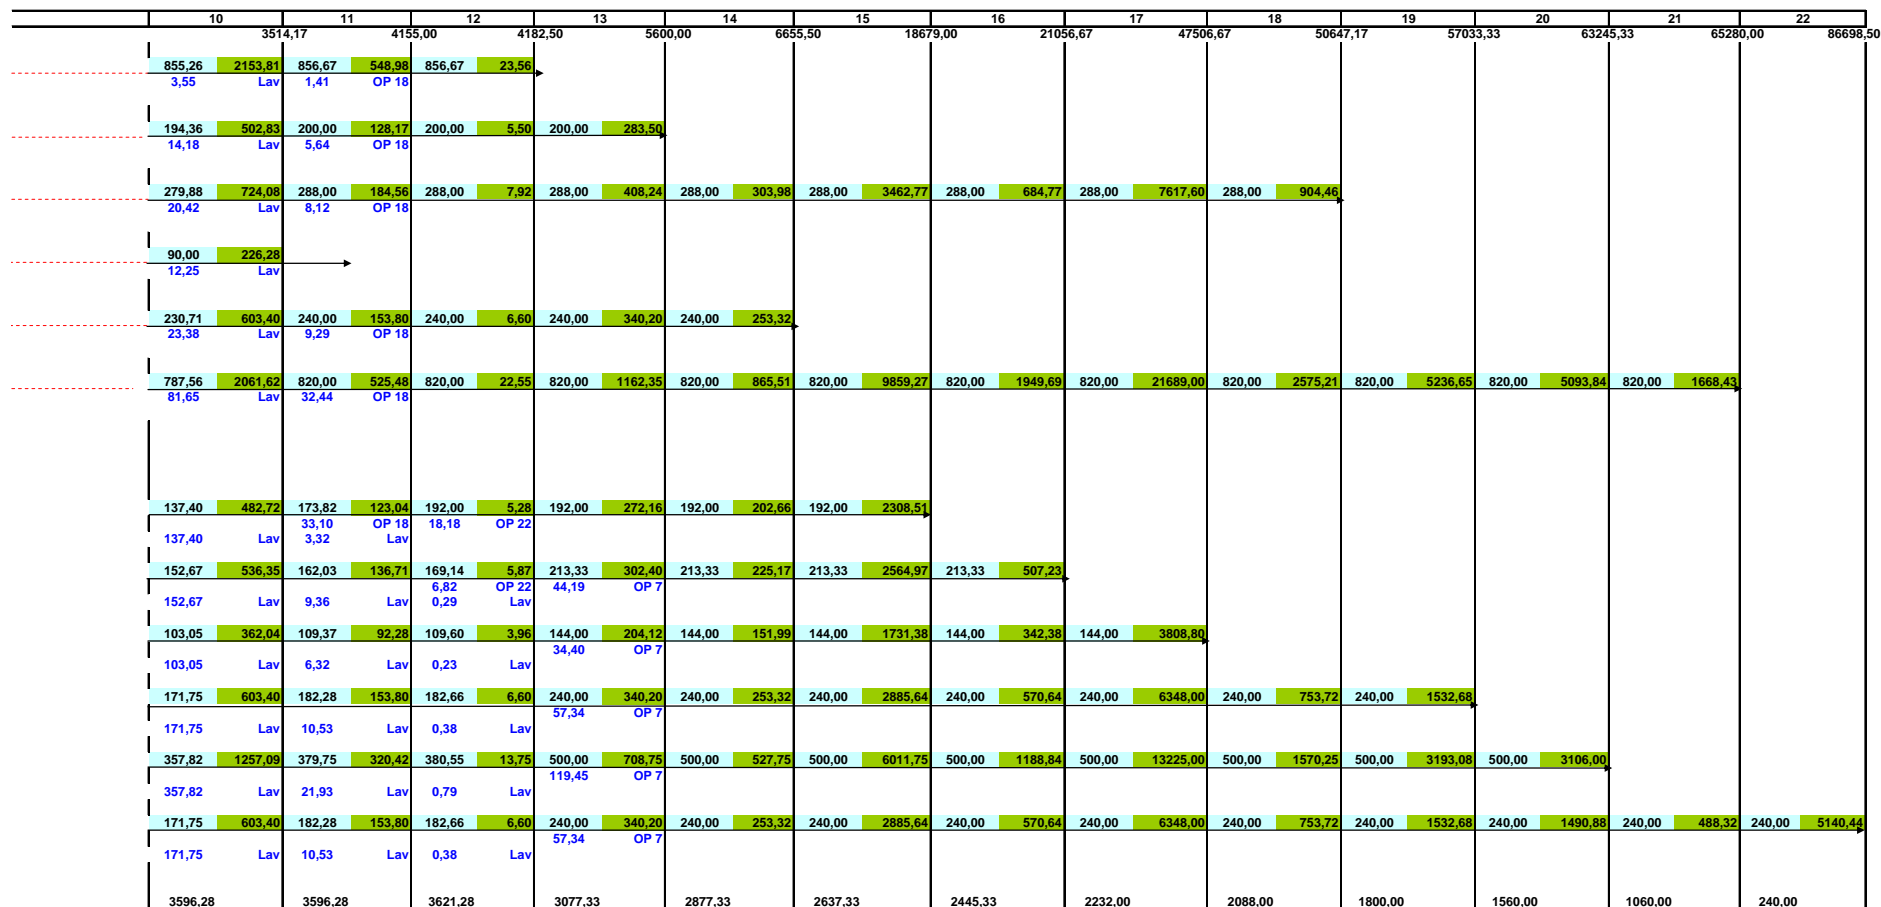 10 11 12 13 14 15 16 17 18 19 20 21 22
3514,17 4155,00 4182,50 5600,00 6655,50 18679,00 21056,67 47506,67 50647,17 57033,33 63245,33 65280,00 86698,50
855,26 2153,81 856,67 548,98 856,67 23,56
3,55 Lav 1,41 OP 18
194,36 502,83 200,00 128,17 200,00 5,50 200,00 283,50
14,18 Lav 5,64 OP 18
279,88 724,08 288,00 184,56 288,00 7,92 288,00 408,24 288,00 303,98 288,00 3462,77 288,00 684,77 288,00 7617,60 288,00 904,46
20,42 Lav 8,12 OP 18
90,00 226,28
12,25 Lav
230,71 603,40 240,00 153,80 240,00 6,60 240,00 340,20 240,00 253,32
23,38 Lav 9,29 OP 18
787,56 2061,62 820,00 525,48 820,00 22,55 820,00 1162,35 820,00 865,51 820,00 9859,27 820,00 1949,69 820,00 21689,00 820,00 2575,21 820,00 5236,65 820,00 5093,84 820,00 1668,43
81,65 Lav 32,44 OP 18
137,40 482,72 173,82 123,04 192,00 5,28 192,00 272,16 192,00 202,66 192,00 2308,51
33,10 OP 18 18,18 OP 22
137,40 Lav 3,32 Lav
152,67 536,35 162,03 136,71 169,14 5,87 213,33 302,40 213,33 225,17 213,33 2564,97 213,33 507,23
6,82 OP 22 44,19 OP 7
152,67 Lav 9,36 Lav 0,29 Lav
103,05 362,04 109,37 92,28 109,60 3,96 144,00 204,12 144,00 151,99 144,00 1731,38 144,00 342,38 144,00 3808,80
34,40 OP 7
103,05 Lav 6,32 Lav 0,23 Lav
171,75 603,40 182,28 153,80 182,66 6,60 240,00 340,20 240,00 253,32 240,00 2885,64 240,00 570,64 240,00 6348,00 240,00 753,72 240,00 1532,68
57,34 OP 7
171,75 Lav 10,53 Lav 0,38 Lav
357,82 1257,09 379,75 320,42 380,55 13,75 500,00 708,75 500,00 527,75 500,00 6011,75 500,00 1188,84 500,00 13225,00 500,00 1570,25 500,00 3193,08 500,00 3106,00
119,45 OP 7
357,82 Lav 21,93 Lav 0,79 Lav
171,75 603,40 182,28 153,80 182,66 6,60 240,00 340,20 240,00 253,32 240,00 2885,64 240,00 570,64 240,00 6348,00 240,00 753,72 240,00 1532,68 240,00 1490,88 240,00 488,32 240,00 5140,44
57,34 OP 7
171,75 Lav 10,53 Lav 0,38 Lav
3596,28 3596,28 3621,28 3077,33 2877,33 2637,33 2445,33 2232,00 2088,00 1800,00 1560,00 1060,00 240,00